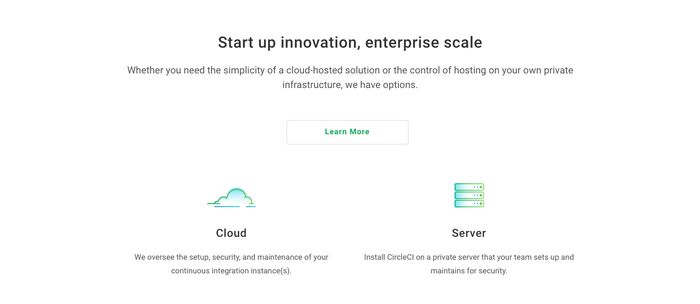 Start up innovation, enterprise scale
Whether you need the simplicity of a cloud-hosted solution or the control of hosting on your own private
infrastructure, we have options.
Learn More
Cloud
We oversee the setup, security, and maintenance of your
continuous integration instance(s).
Server
Install CircleCI on a private server that your team sets up and
maintains for security.